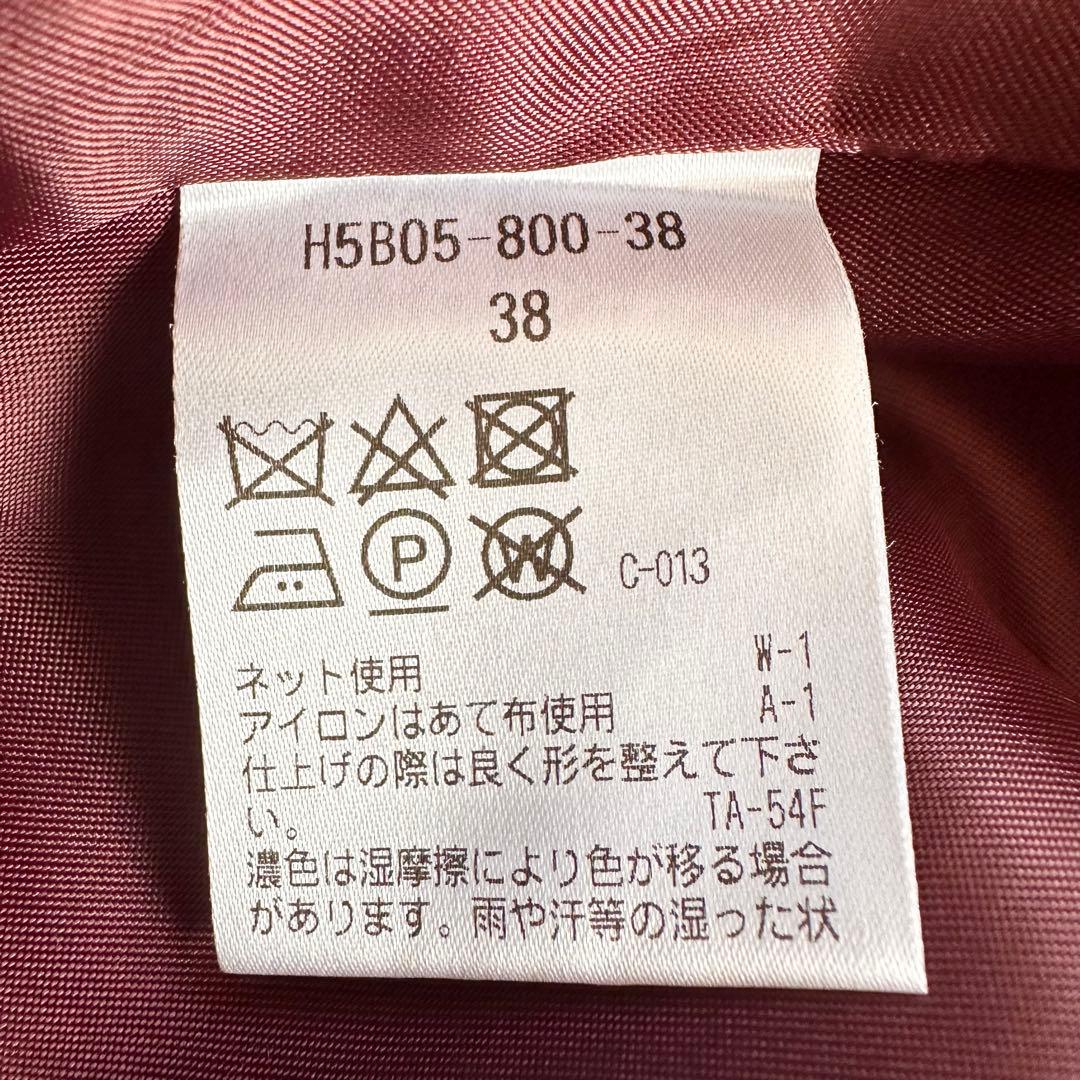 H5B05-800-38
38
P W C-013
ネット使用 W-1
アイロンはあて布使用 A-1
仕上げの際は良く形を整えて下さ
い。 TA-54F
濃色は湿摩擦により色が移る場合
があります。雨や汗等の湿った状